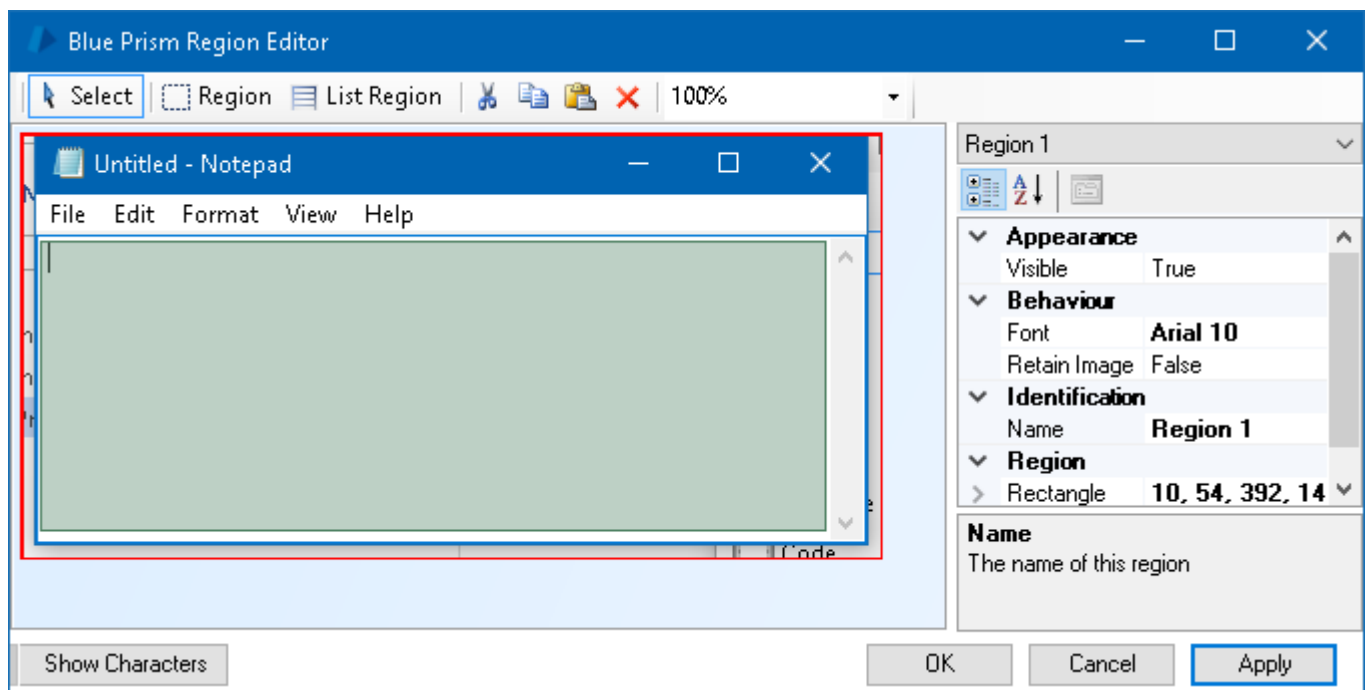 Blue Prism Region Editor
Select Region List Region 100%
Region 1
Untitled - Notepad
File Edit Format View Help
Appearance
Visible True
Behaviour
Font Arial 10
Retain Image False
Identification
Name Region 1
Region
Rectangle 10, 54, 392, 14
Code
Name
The name of this region
Show Characters OK Cancel Apply